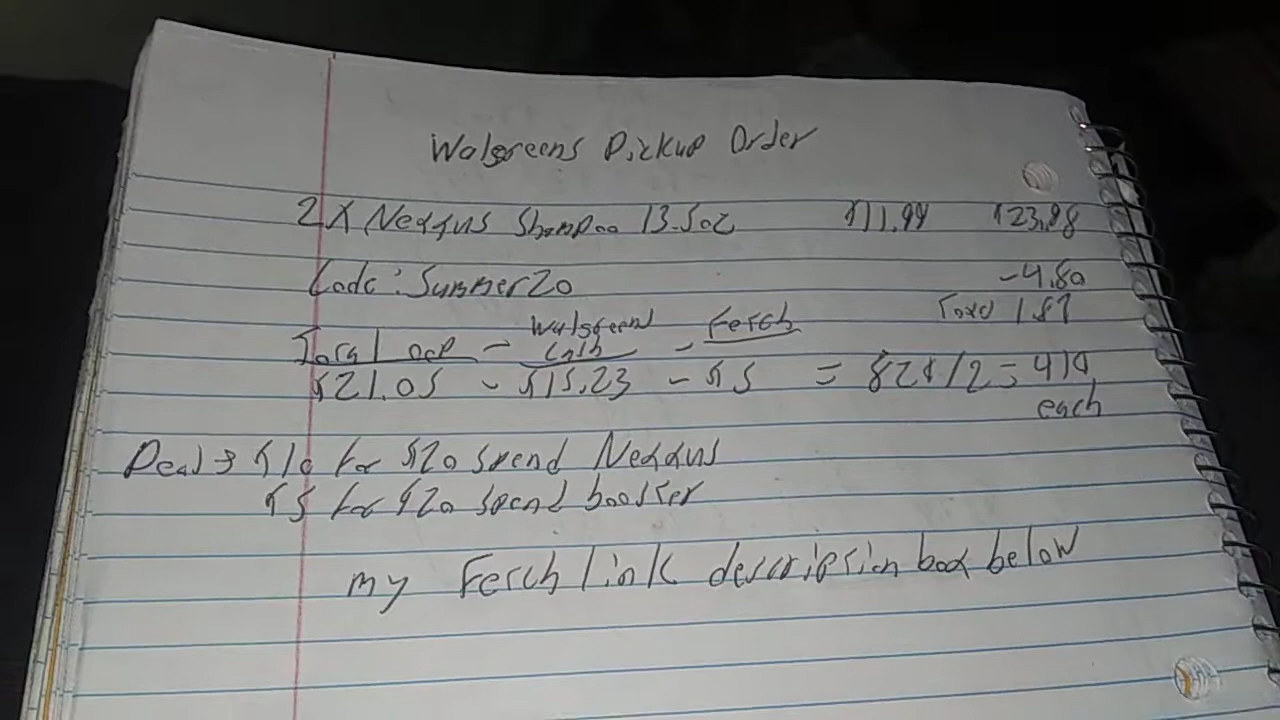 Walgreens Pickup Order
2 X Nexxus Shampoo 13.5oz $11.99 $23.98
Code: Summer20 -4.80
Total oop - Walgreens Cash - Fetch Tax 1.87
$21.05 - $15.23 - $5 = 82¢/2 = 41¢ each
Deal → $10 for $20 spend Nexxus
$5 for $20 spend booster
my Fetch link description box below